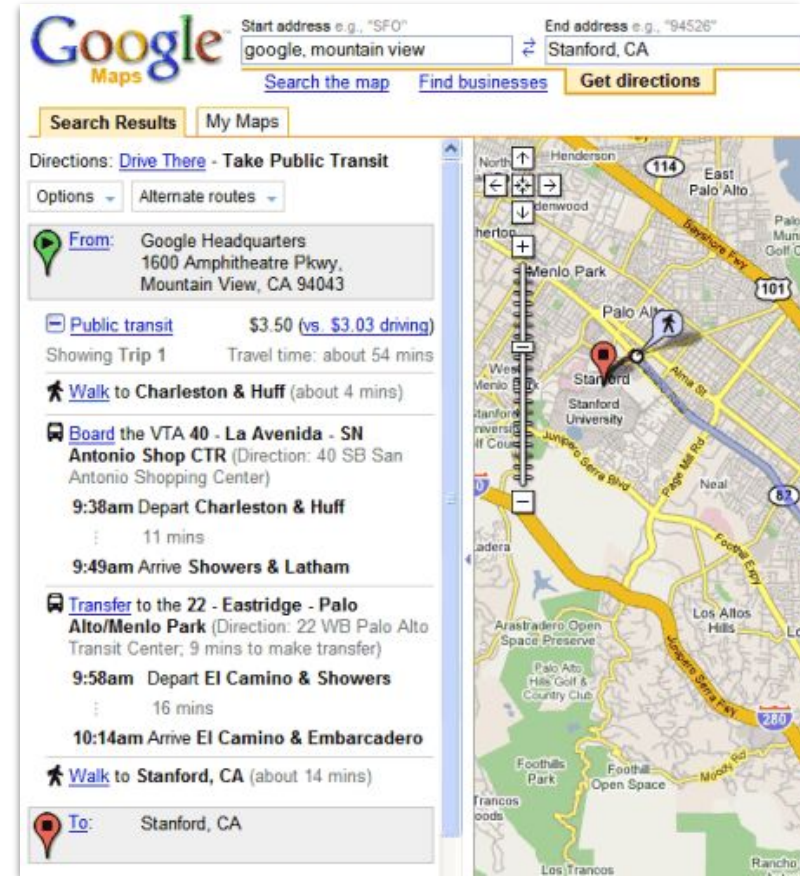 Google
Maps
Start address e.g., "SFO"
google, mountain view
End address e.g., "94526"
Stanford, CA
Search the map
Find businesses
Get directions
Search Results
My Maps
Directions: Drive There - Take Public Transit
Options
Alternate routes
From:
Google Headquarters
1600 Amphitheatre Pkwy,
Mountain View, CA 94043
Public transit
$3.50 (vs. $3.03 driving)
Showing Trip 1
Travel time: about 54 mins
Walk to Charleston & Huff (about 4 mins)
Board the VTA 40 - La Avenida - SN
Antonio Shop CTR (Direction: 40 SB San
Antonio Shopping Center)
9:38am Depart Charleston & Huff
11 mins
9:49am Arrive Showers & Latham
Transfer to the 22 - Eastridge - Palo
Alto/Menlo Park (Direction: 22 WB Palo Alto
Transit Center; 9 mins to make transfer)
9:58am Depart El Camino & Showers
16 mins
10:14am Arrive El Camino & Embarcadero
Walk to Stanford, CA (about 14 mins)
To:
Stanford, CA
North
Henderson
114
East
Palo Alto
Bayshore Fwy
Palo
Muni
Golf C
101
Menlo Park
Palo Al
Alma St
West
Menlo
Stanford
Stanford
University
Junipero Serra Blvd
Page Mill Rd
Neal
82
Foothill Expy
adera
Los Altos
Hills
Arastradero Open
Space Preserve
Palo Alto
Hills Golf &
Country Club
Junipero Serra Fwy
280
Foothills
Park
Foothill
Open Space
Moody Rd
Los Trancos
Rancho